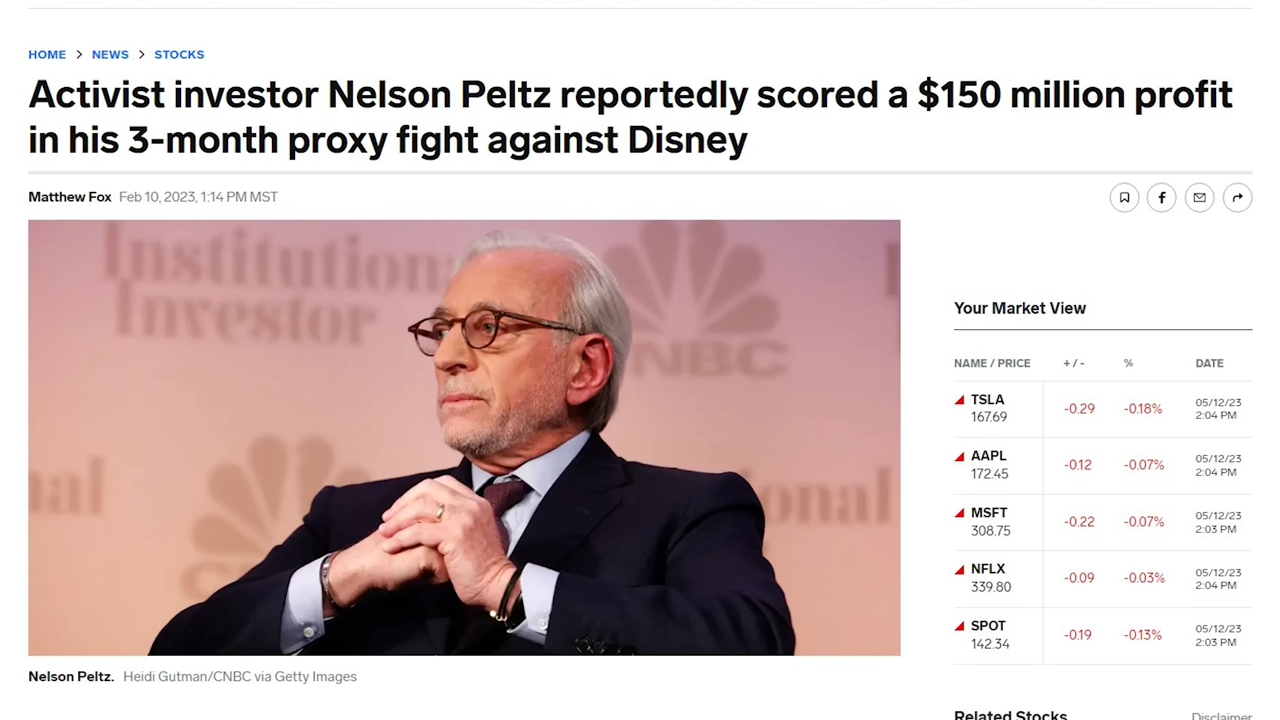 HOME > NEWS > STOCKS
Activist investor Nelson Peltz reportedly scored a $150 million profit
in his 3-month proxy fight against Disney
Matthew Fox Feb 10, 2023, 1:14 PM MST
Institutional
Investor
CNBC
Nelson Peltz. Heidi Gutman/CNBC via Getty Images
Your Market View
NAME / PRICE + / - % DATE
TSLA
167.69
-0.29 -0.18%
05/12/23
2:04 PM
AAPL
172.45
-0.12 -0.07%
05/12/23
2:04 PM
MSFT
308.75
-0.22 -0.07%
05/12/23
2:03 PM
NFLX
339.80
-0.09 -0.03%
05/12/23
2:04 PM
SPOT
142.34
-0.19 -0.13%
05/12/23
2:03 PM
Related Stocks Disclaimer